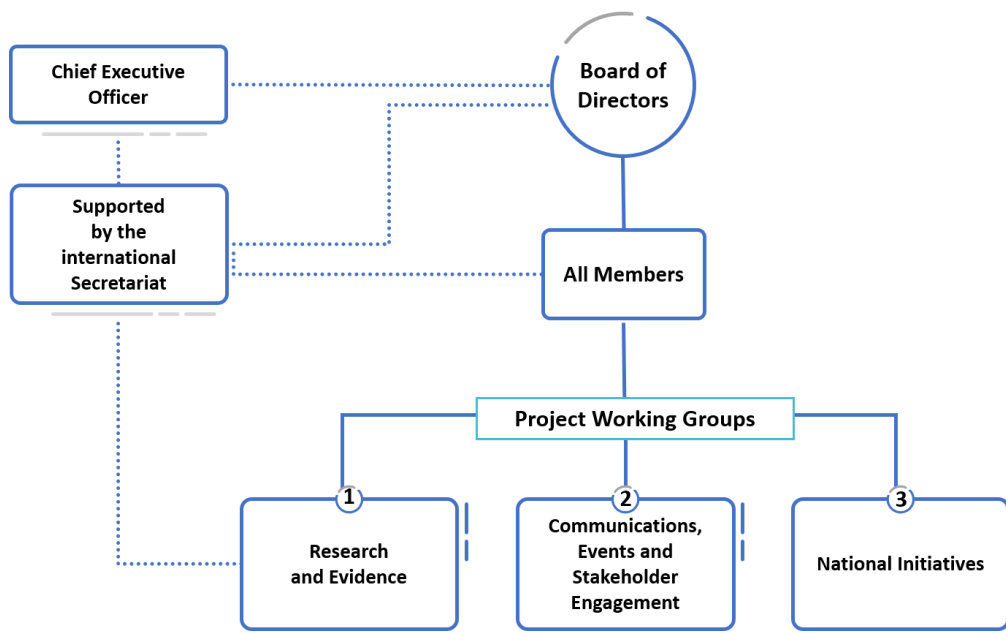 Chief Executive
Officer
Board of
Directors
Supported
by the
international
Secretariat
All Members
Project Working Groups
1
2
3
Research
and Evidence
Communications,
Events and
Stakeholder
Engagement
National Initiatives